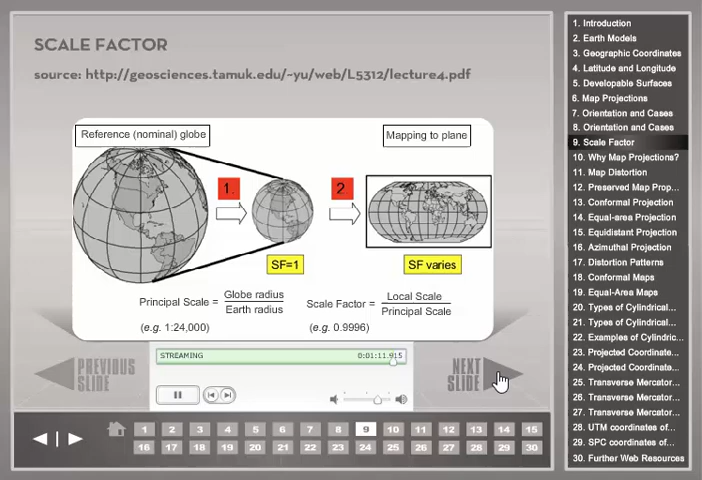 SCALE FACTOR
source: http://geosciences.tamuk.edu/~yu/web/L5312/lecture4.pdf
Reference (nominal) globe
Mapping to plane
1.
2.
SF=1
SF varies
Principal Scale = Globe radius / Earth radius
Scale Factor = Local Scale / Principal Scale
(e.g. 1:24,000)
(e.g. 0.9996)
PREVIOUS SLIDE
STREAMING 0:01:11.915
NEXT SLIDE
1 2 3 4 5 6 7 8 9 10 11 12 13 14 15
16 17 18 19 20 21 22 23 24 25 26 27 28 29 30
1. Introduction
2. Earth Models
3. Geographic Coordinates
4. Latitude and Longitude
5. Developable Surfaces
6. Map Projections
7. Orientation and Cases
8. Orientation and Cases
9. Scale Factor
10. Why Map Projections?
11. Map Distortion
12. Preserved Map Prop...
13. Conformal Projection
14. Equal-area Projection
15. Equidistant Projection
16. Azimuthal Projection
17. Distortion Patterns
18. Conformal Maps
19. Equal-Area Maps
20. Types of Cylindrical...
21. Types of Cylindrical...
22. Examples of Cylindric...
23. Projected Coordinate...
24. Projected Coordinate...
25. Transverse Mercator...
26. Transverse Mercator...
27. Transverse Mercator...
28. UTM coordinates of...
29. SPC coordinates of...
30. Further Web Resources